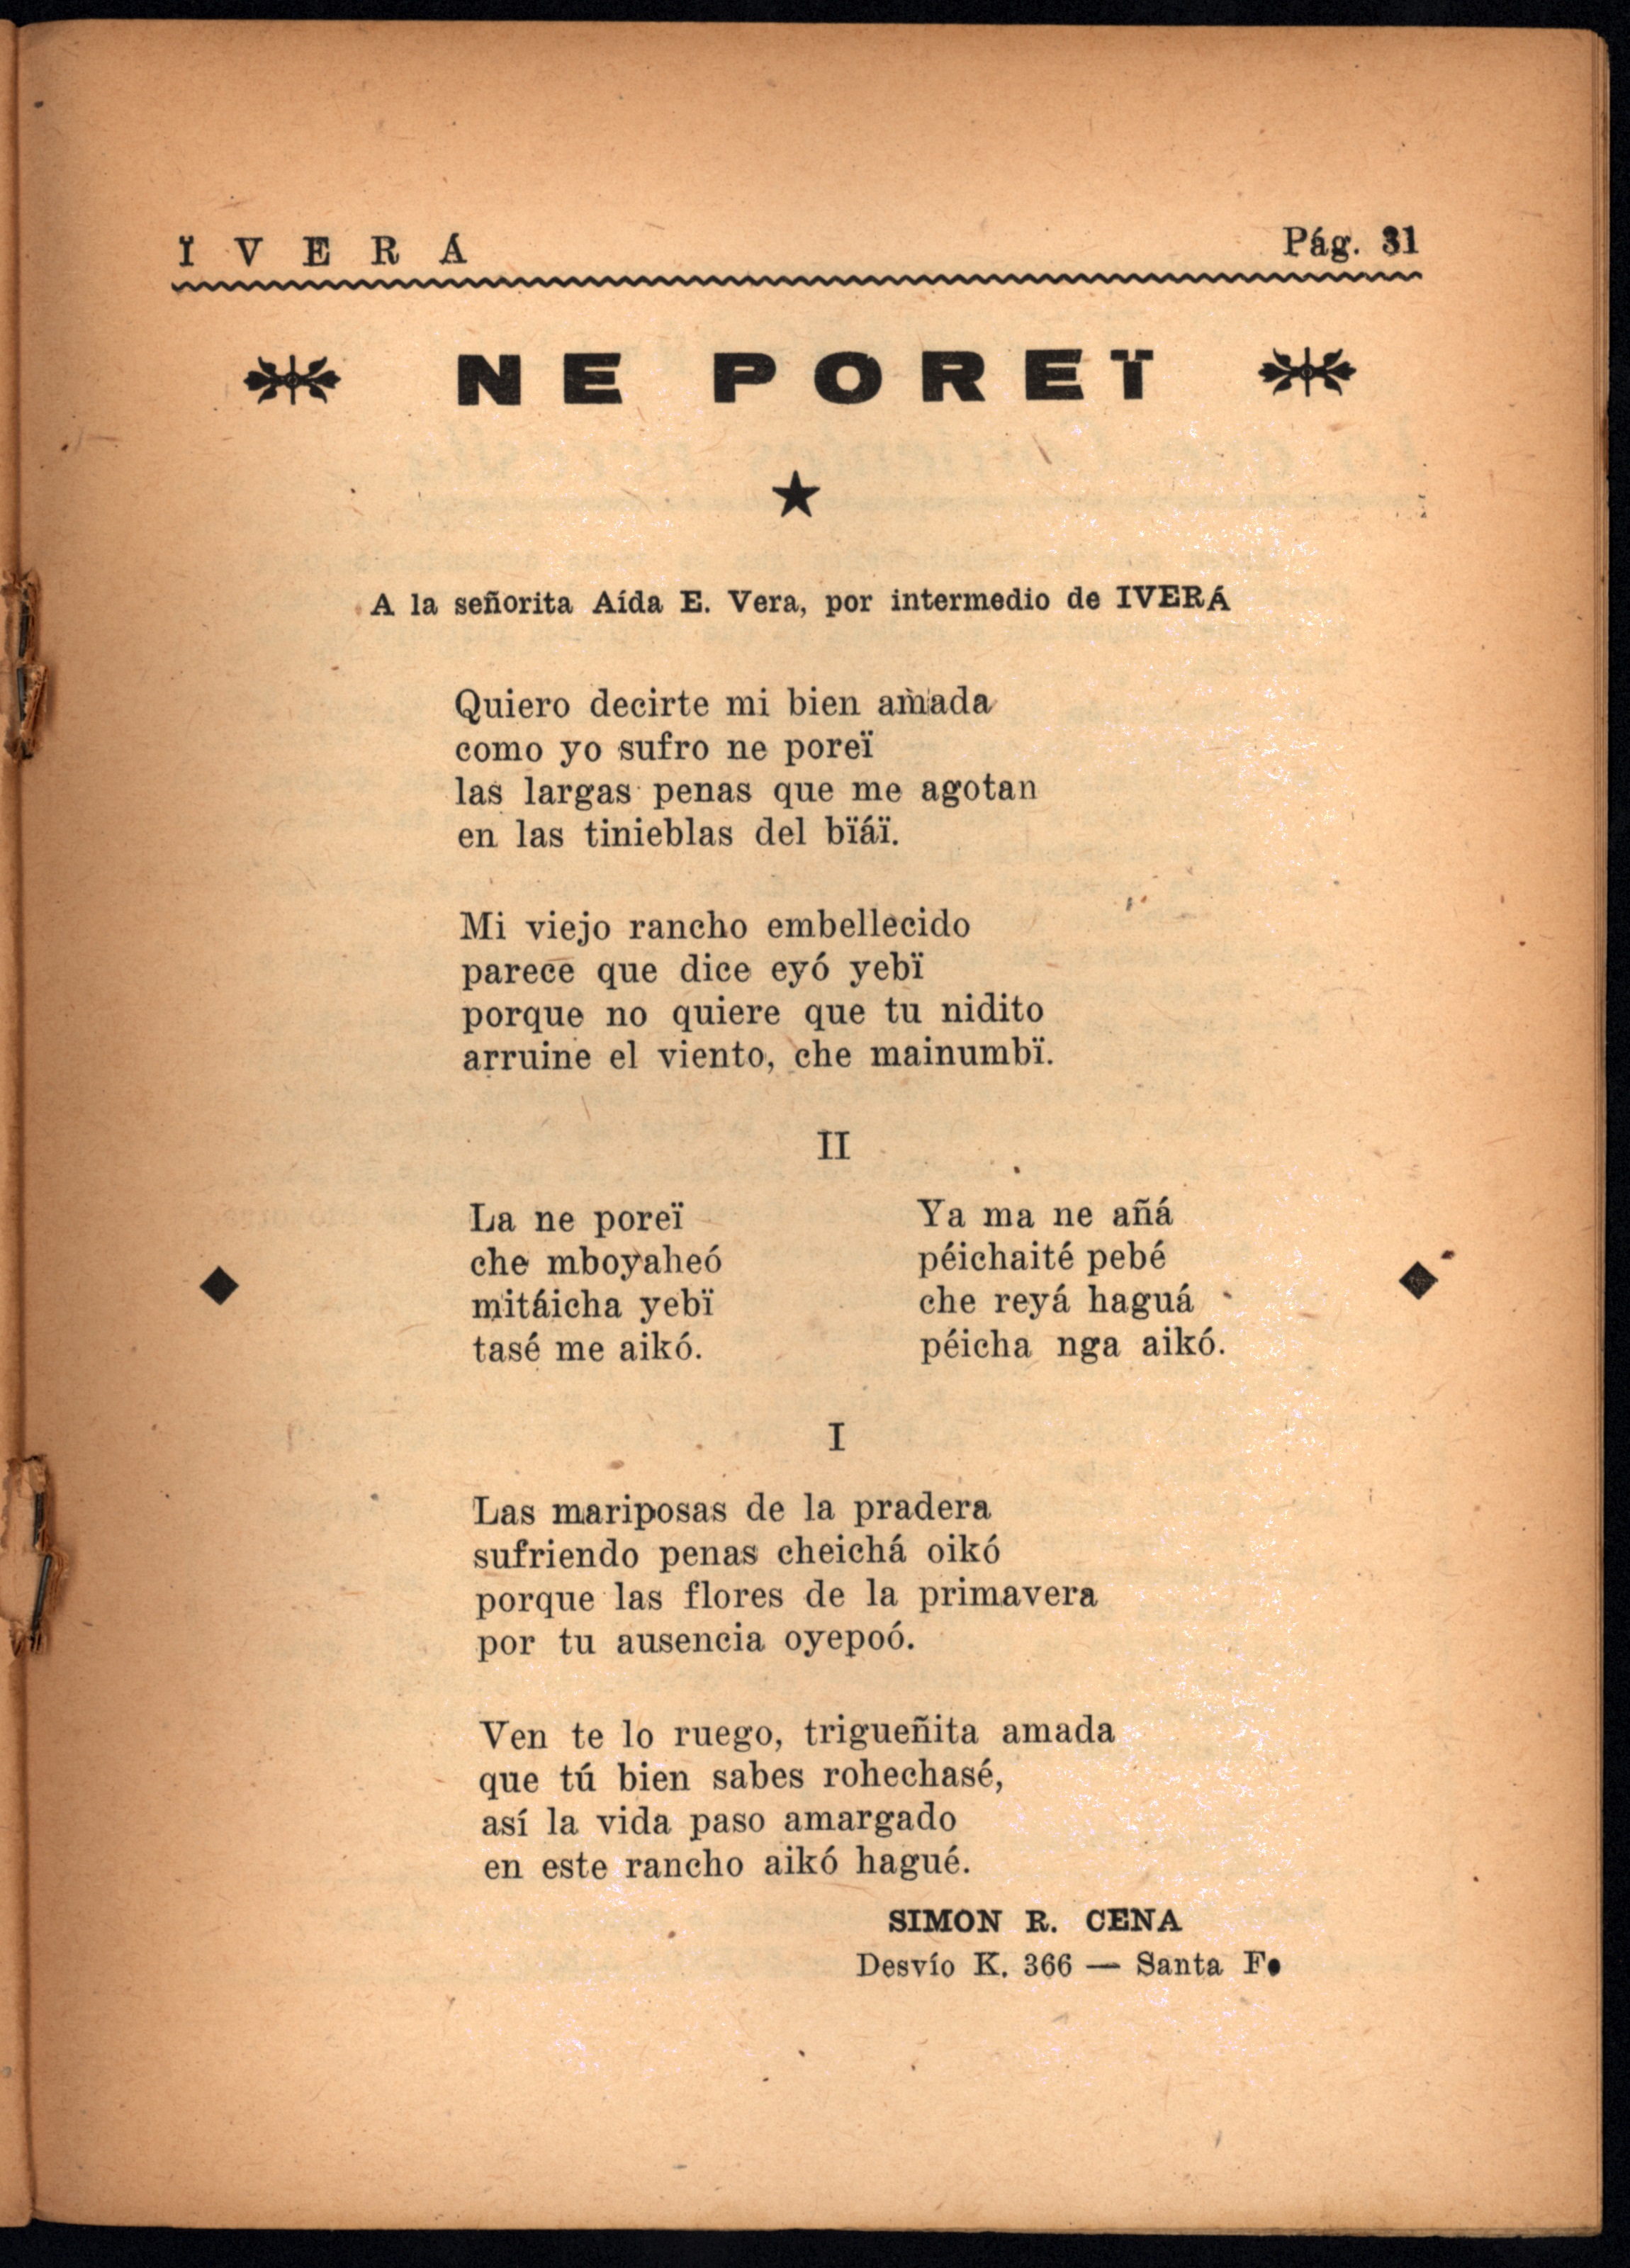 Ï V E R Á
Pág. 31
NE POREÏ
A la señorita Aída E. Vera, por intermedio de IVERÁ
Quiero decirte mi bien amada
como yo sufro ne poreï
las largas penas que me agotan
en las tinieblas del bïáï.
Mi viejo rancho embellecido
parece que dice eyó yebï
porque no quiere que tu nidito
arruine el viento, che mainumbï.
II
La ne poreï
che mboyaheó
mitáicha yebï
tasé me aikó.
Ya ma ne añá
péichaité pebé
che reyá haguá
péicha nga aikó.
I
Las mariposas de la pradera
sufriendo penas cheichá oikó
porque las flores de la primavera
por tu ausencia oyepoó.
Ven te lo ruego, trigueñita amada
que tú bien sabes rohechasé,
así la vida paso amargado
en este rancho aikó hagué.
SIMON R. CENA
Desvío K. 366 — Santa Fe